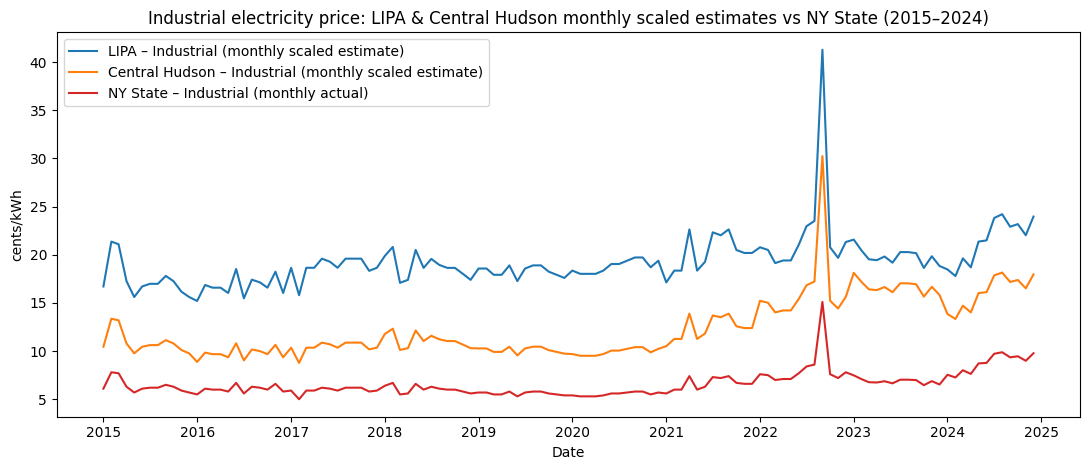 Industrial electricity price: LIPA & Central Hudson monthly scaled estimates vs NY State (2015–2024)
LIPA – Industrial (monthly scaled estimate)
Central Hudson – Industrial (monthly scaled estimate)
NY State – Industrial (monthly actual)
cents/kWh
40
35
30
25
20
15
10
5
2015 2016 2017 2018 2019 2020 2021 2022 2023 2024 2025
Date